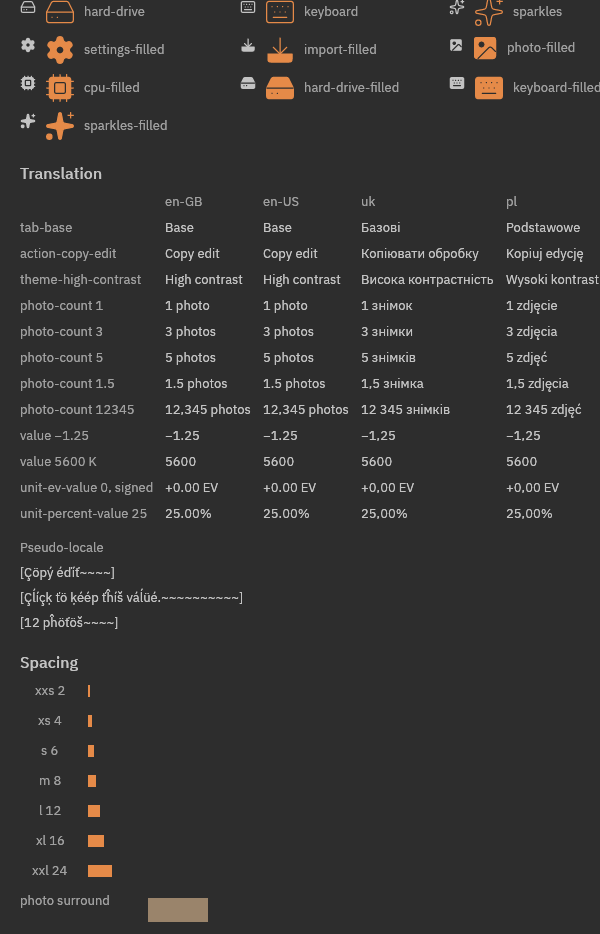 hard-drive keyboard sparkles
settings-filled import-filled photo-filled
cpu-filled hard-drive-filled keyboard-filled
sparkles-filled
Translation
en-GB en-US uk pl
tab-base Base Base Базові Podstawowe
action-copy-edit Copy edit Copy edit Копіювати обробку Kopiuj edycję
theme-high-contrast High contrast High contrast Висока контрастність Wysoki kontrast
photo-count 1 1 photo 1 photo 1 знімок 1 zdjęcie
photo-count 3 3 photos 3 photos 3 знімки 3 zdjęcia
photo-count 5 5 photos 5 photos 5 знімків 5 zdjęć
photo-count 1.5 1.5 photos 1.5 photos 1,5 знімка 1,5 zdjęcia
photo-count 12345 12,345 photos 12,345 photos 12 345 знімків 12 345 zdjęć
value −1.25 −1.25 −1.25 −1,25 −1,25
value 5600 K 5600 5600 5600 5600
unit-ev-value 0, signed +0.00 EV +0.00 EV +0,00 EV +0,00 EV
unit-percent-value 25 25.00% 25.00% 25,00% 25,00%
Pseudo-locale
[Çöpý éďíť~~~~]
[Çĺíçķ ťö ķéép ťĥíš váĺüé.~~~~~~~~~~]
[12 pĥöťöš~~~~]
Spacing
xxs 2
xs 4
s 6
m 8
l 12
xl 16
xxl 24
photo surround